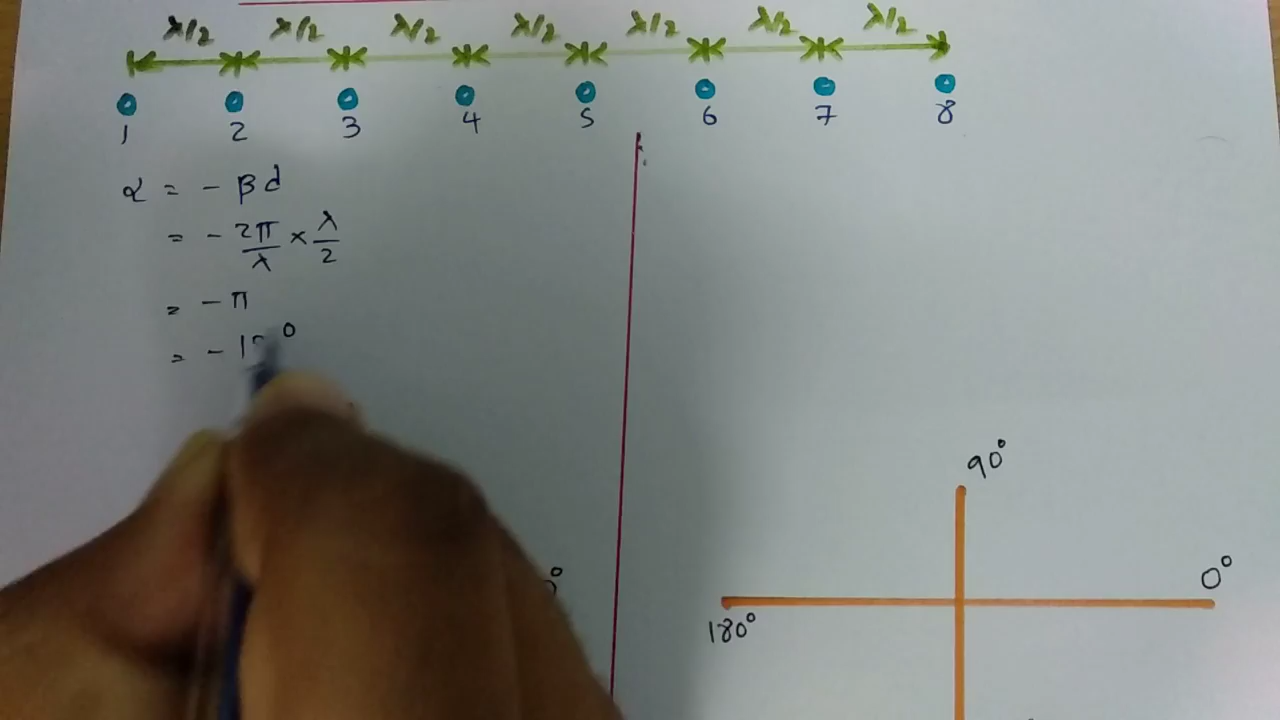 λ/2 λ/2 λ/2 λ/2 λ/2 λ/2 λ/2
1 2 3 4 5 6 7 8
α = - βd
= - 2π/λ × λ/2
= - π
90°
0°
180°